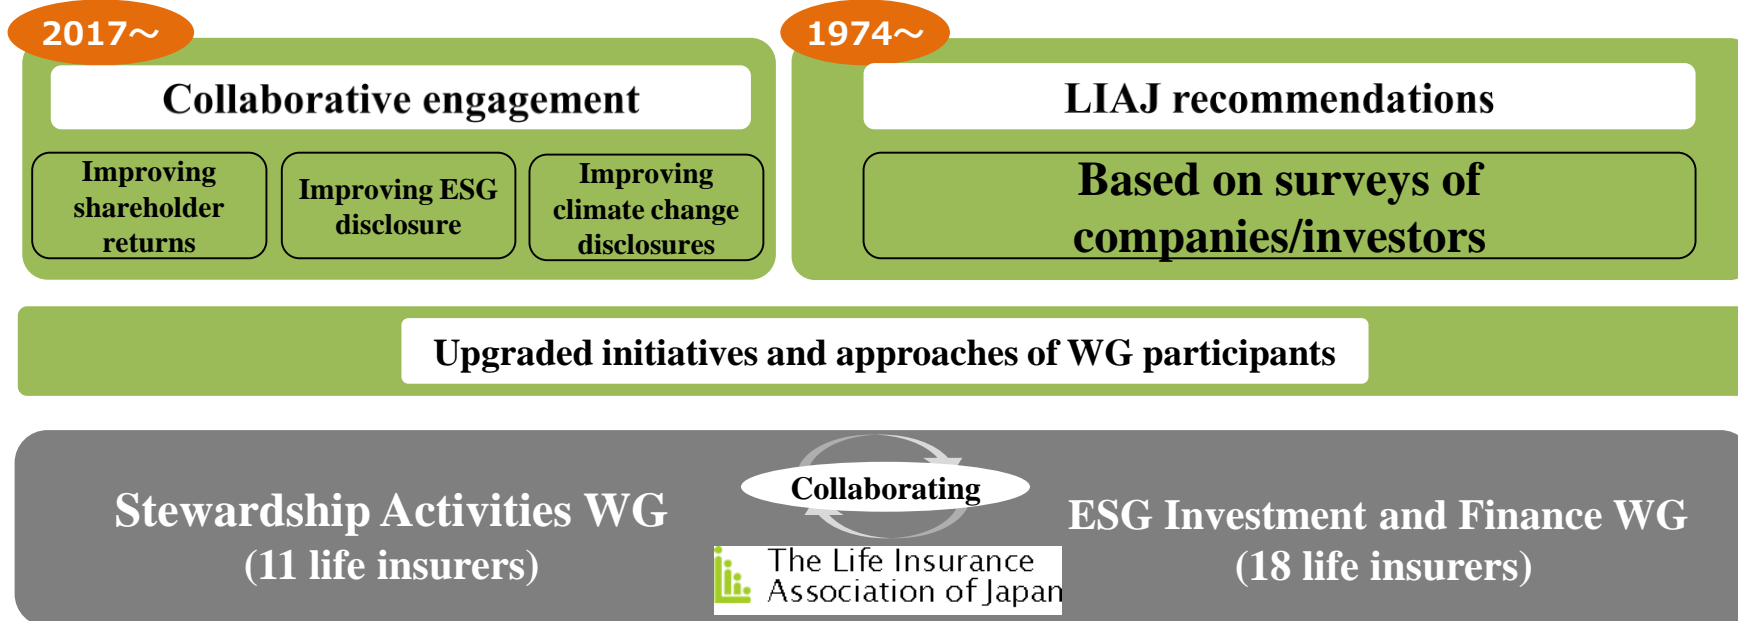 2017～
Collaborative engagement
Improving
shareholder
returns
Improving ESG
disclosure
Improving
climate change
disclosures
1974～
LIAJ recommendations
Based on surveys of
companies/investors
Upgraded initiatives and approaches of WG participants
Stewardship Activities WG
(11 life insurers)
Collaborating
The Life Insurance
Association of Japan
ESG Investment and Finance WG
(18 life insurers)